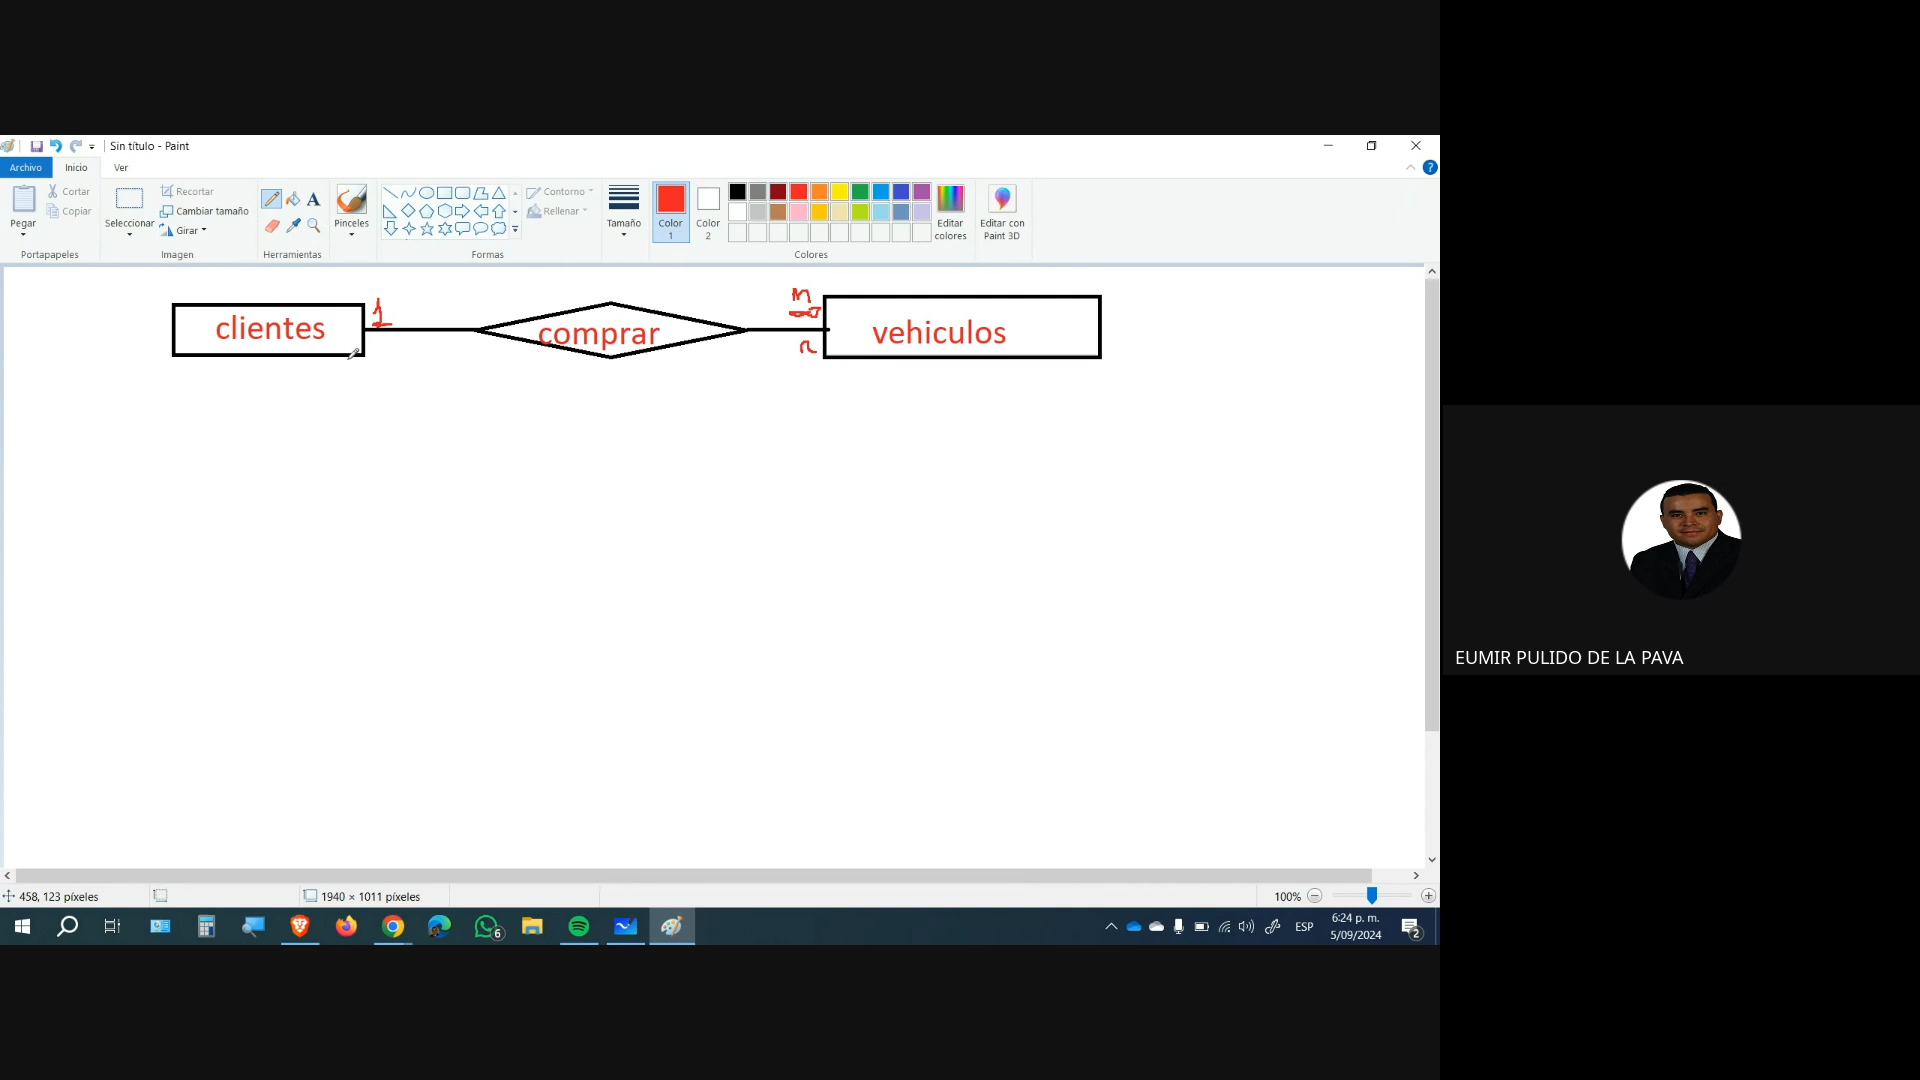 Sin título - Paint
Archivo
Inicio
Ver
Pegar
Cortar
Copiar
Portapapeles
Seleccionar
Recortar
Cambiar tamaño
Girar
Imagen
A
Herramientas
Pinceles
Contorno
Rellenar
Formas
Tamaño
Color
1
Color
2
Editar
colores
Colores
Editar con
Paint 3D
clientes
1
comprar
m
n
vehiculos
EUMIR PULIDO DE LA PAVA
458, 123 píxeles
1940 × 1011 píxeles
100%
6
ESP
6:24 p. m.
5/09/2024
2